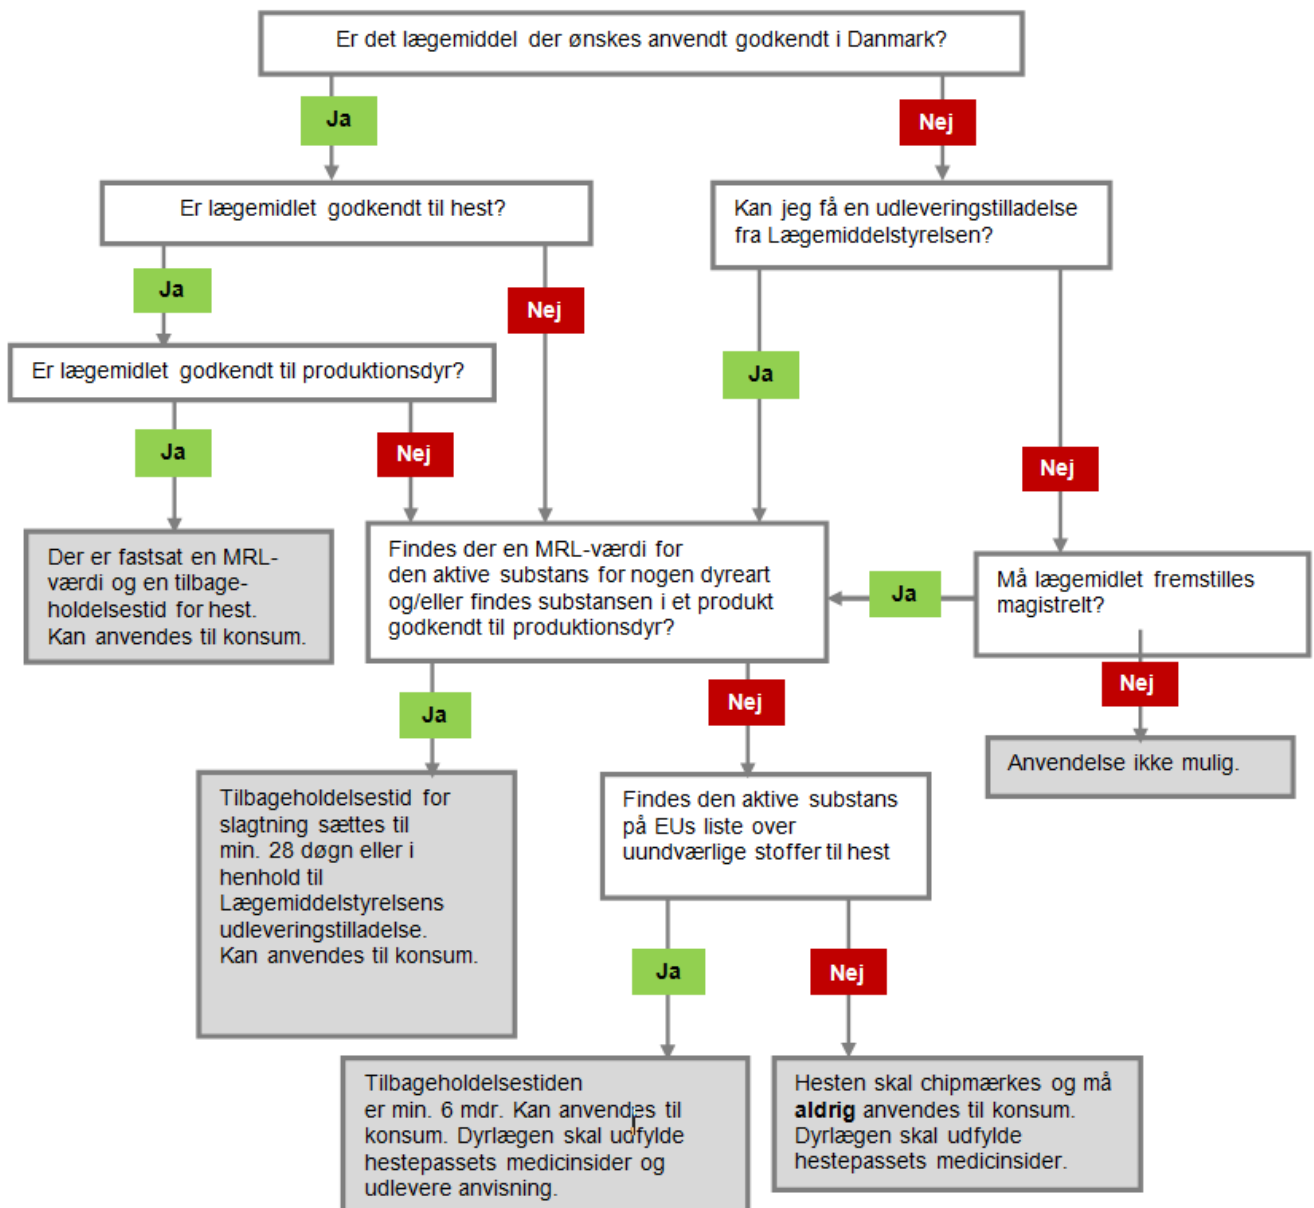 Er det lægemiddel der ønskes anvendt godkendt i Danmark?
Ja
Nej
Er lægemidlet godkendt til hest?
Kan jeg få en udleveringstilladelse
fra Lægemiddelstyrelsen?
Ja
Nej
Er lægemidlet godkendt til produktionsdyr?
Ja
Ja
Nej
Nej
Der er fastsat en MRL-
værdi og en tilbage-
holdelsestid for hest.
Kan anvendes til konsum.
Findes der en MRL-værdi for
den aktive substans for nogen dyreart
og/eller findes substansen i et produkt
godkendt til produktionsdyr?
Ja
Må lægemidlet fremstilles
magistrelt?
Ja
Nej
Nej
Anvendelse ikke mulig.
Tilbageholdelsestid for
slagtning sættes til
min. 28 døgn eller i
henhold til
Lægemiddelstyrelsens
udleveringstilladelse.
Kan anvendes til konsum.
Findes den aktive substans
på EUs liste over
uundværlige stoffer til hest
Ja
Nej
Tilbageholdelsestiden
er min. 6 mdr. Kan anvendes til
konsum. Dyrlægen skal udfylde
hestepassets medicinsider og
udlevere anvisning.
Hesten skal chipmærkes og må
aldrig anvendes til konsum.
Dyrlægen skal udfylde
hestepassets medicinsider.